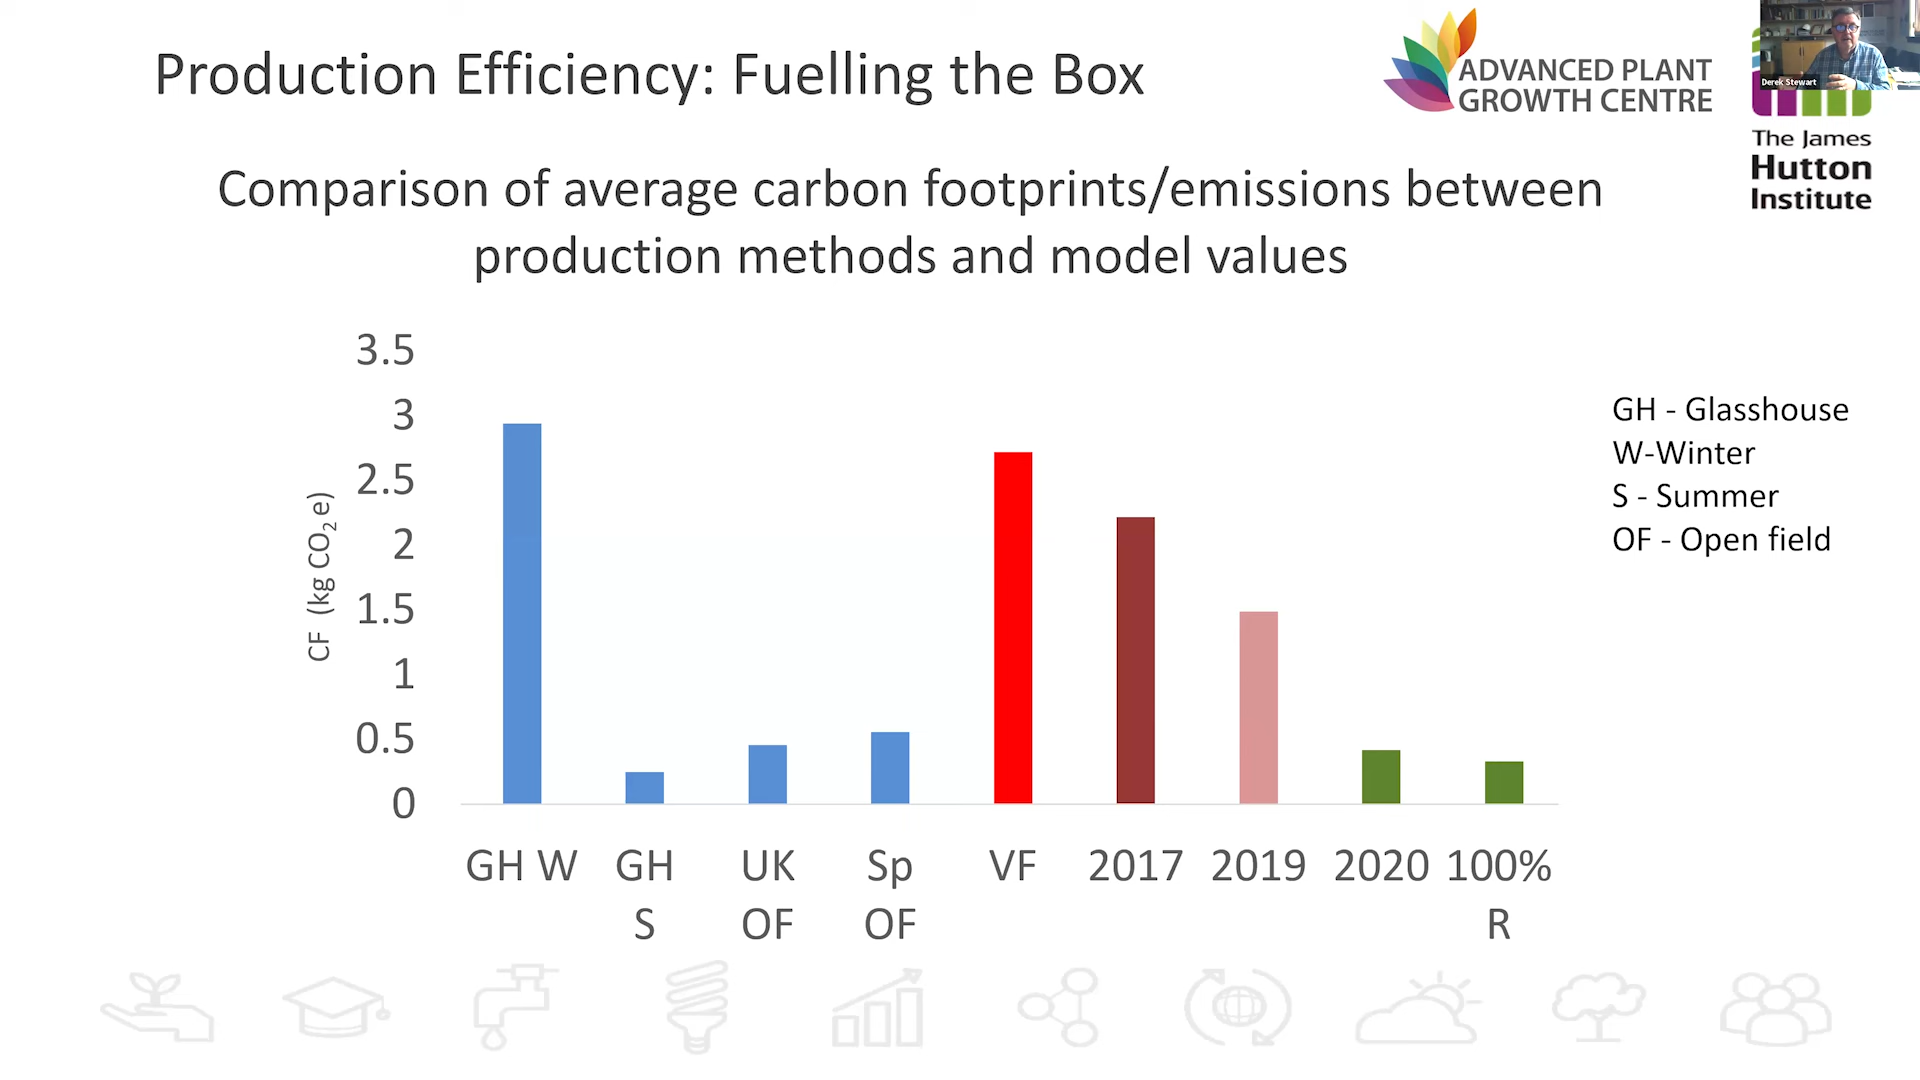 Production Efficiency: Fuelling the Box
ADVANCED PLANT
GROWTH CENTRE
Derek Stewart
The James
Hutton
Institute
Comparison of average carbon footprints/emissions between
production methods and model values
CF (kg CO₂ e)
3.5
3
2.5
2
1.5
1
0.5
0
GH W
GH S
UK OF
Sp OF
VF
2017
2019
2020
100% R
GH - Glasshouse
W-Winter
S - Summer
OF - Open field